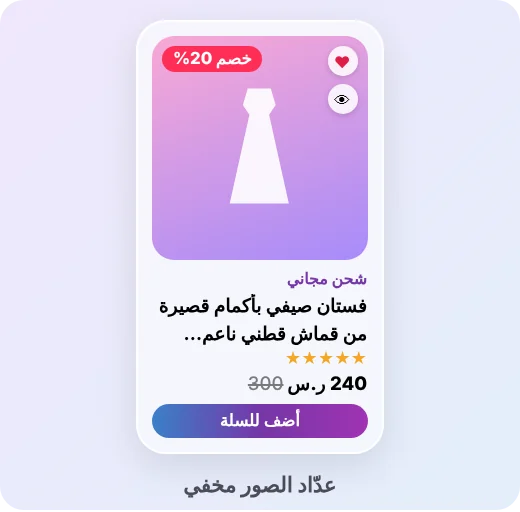 خصم 20%
شحن مجاني
فستان صيفي بأكمام قصيرة
من قماش قطني ناعم...
★★★★★
240 ر.س 300
أضف للسلة
عدّاد الصور مخفي